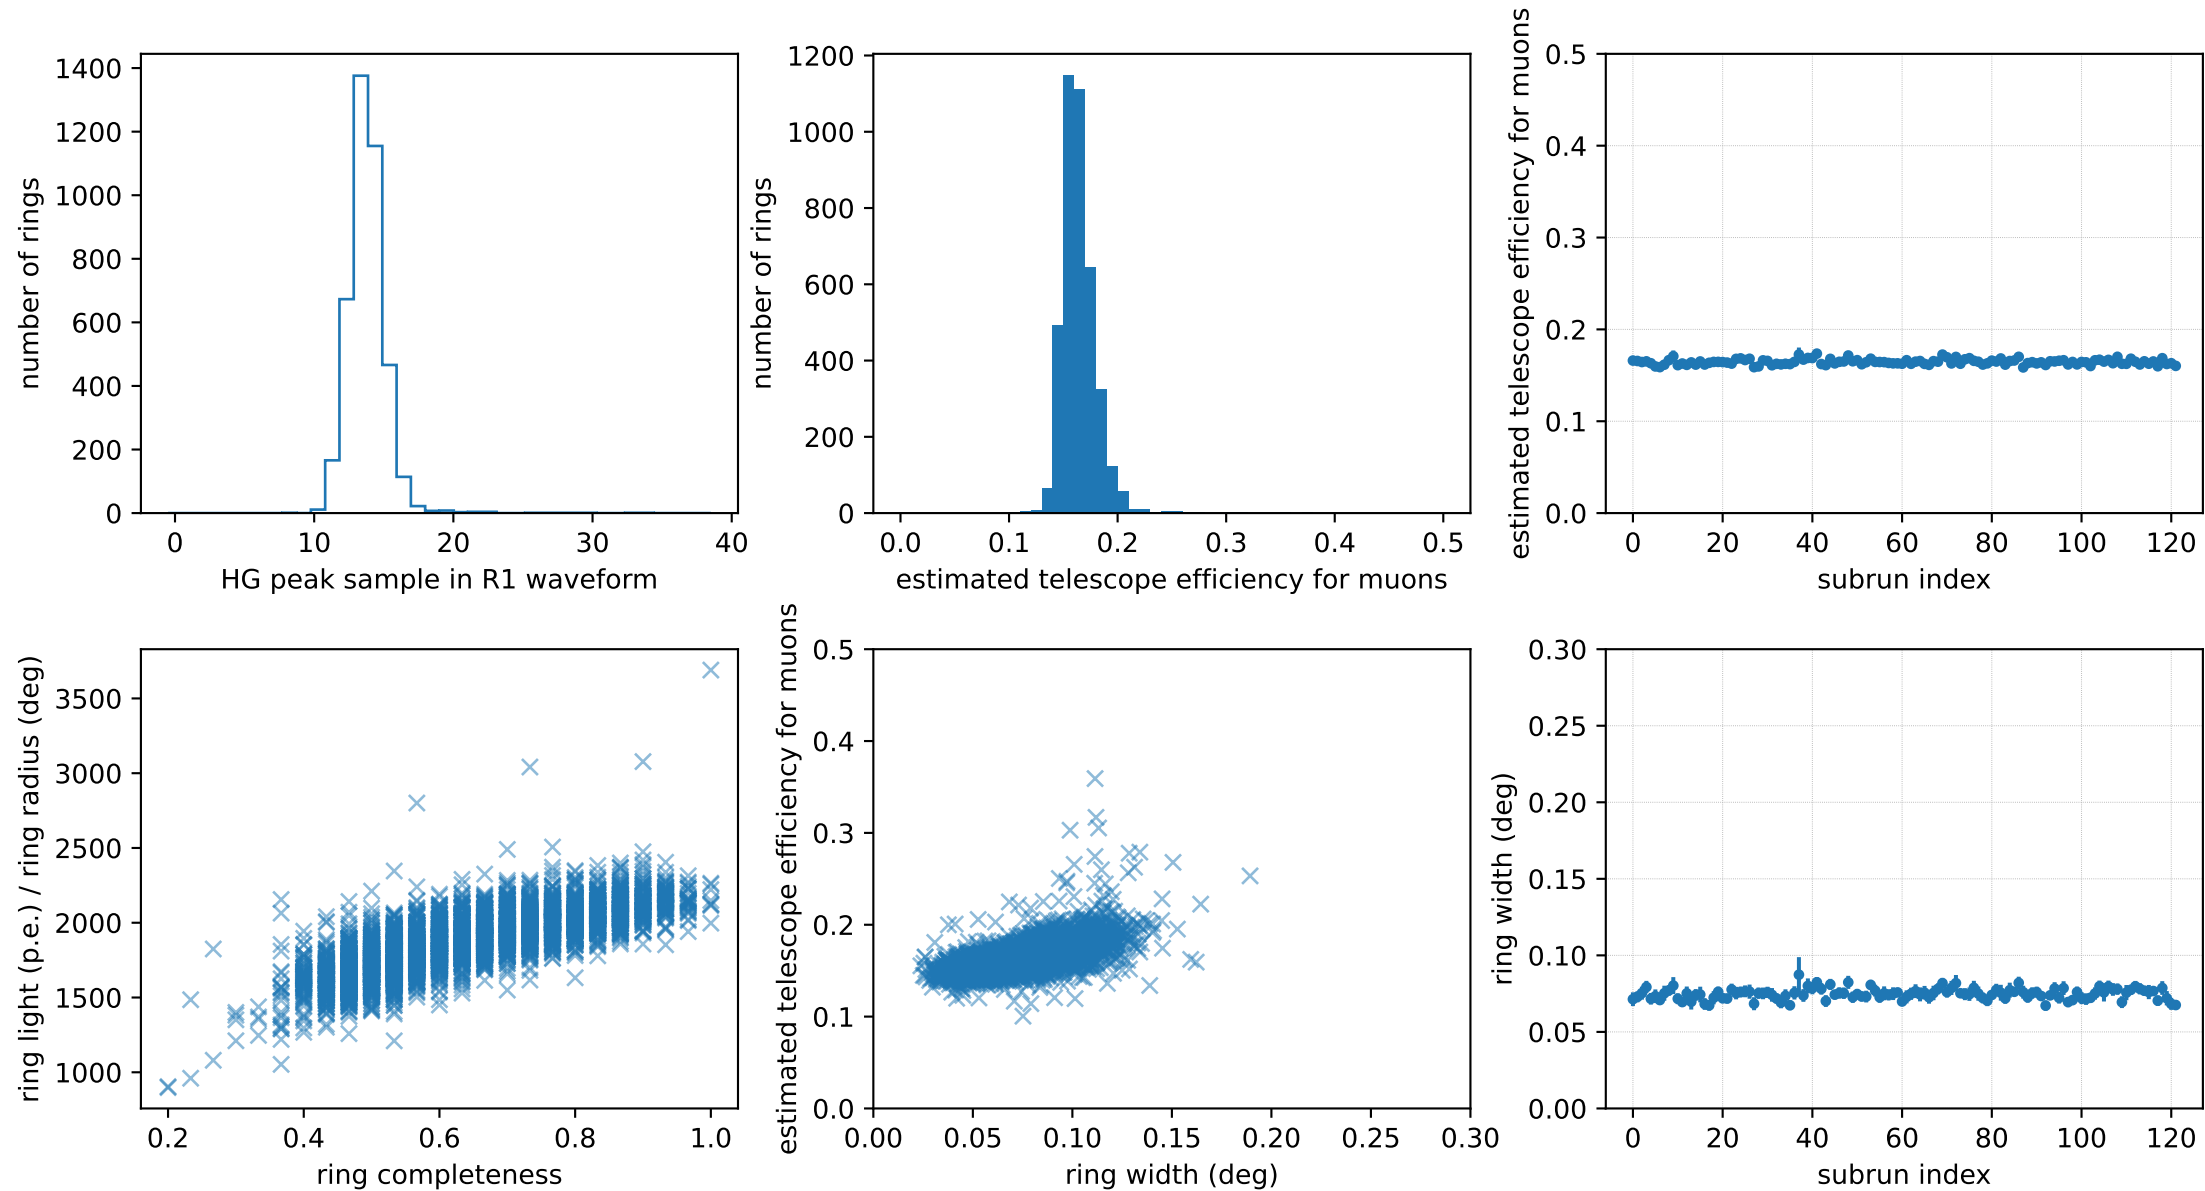 1400
1200
1000
800
600
400
200
0
number of rings
0 10 20 30 40
HG peak sample in R1 waveform
1200
1000
800
600
400
200
0
number of rings
0.0 0.1 0.2 0.3 0.4 0.5
estimated telescope efficiency for muons
0.5
0.4
0.3
0.2
0.1
0.0
estimated telescope efficiency for muons
0 20 40 60 80 100 120
subrun index
3500
3000
2500
2000
1500
1000
ring light (p.e.) / ring radius (deg)
0.2 0.4 0.6 0.8 1.0
ring completeness
0.5
0.4
0.3
0.2
0.1
0.0
estimated telescope efficiency for muons
0.00 0.05 0.10 0.15 0.20 0.25 0.30
ring width (deg)
0.30
0.25
0.20
0.15
0.10
0.05
0.00
ring width (deg)
0 20 40 60 80 100 120
subrun index